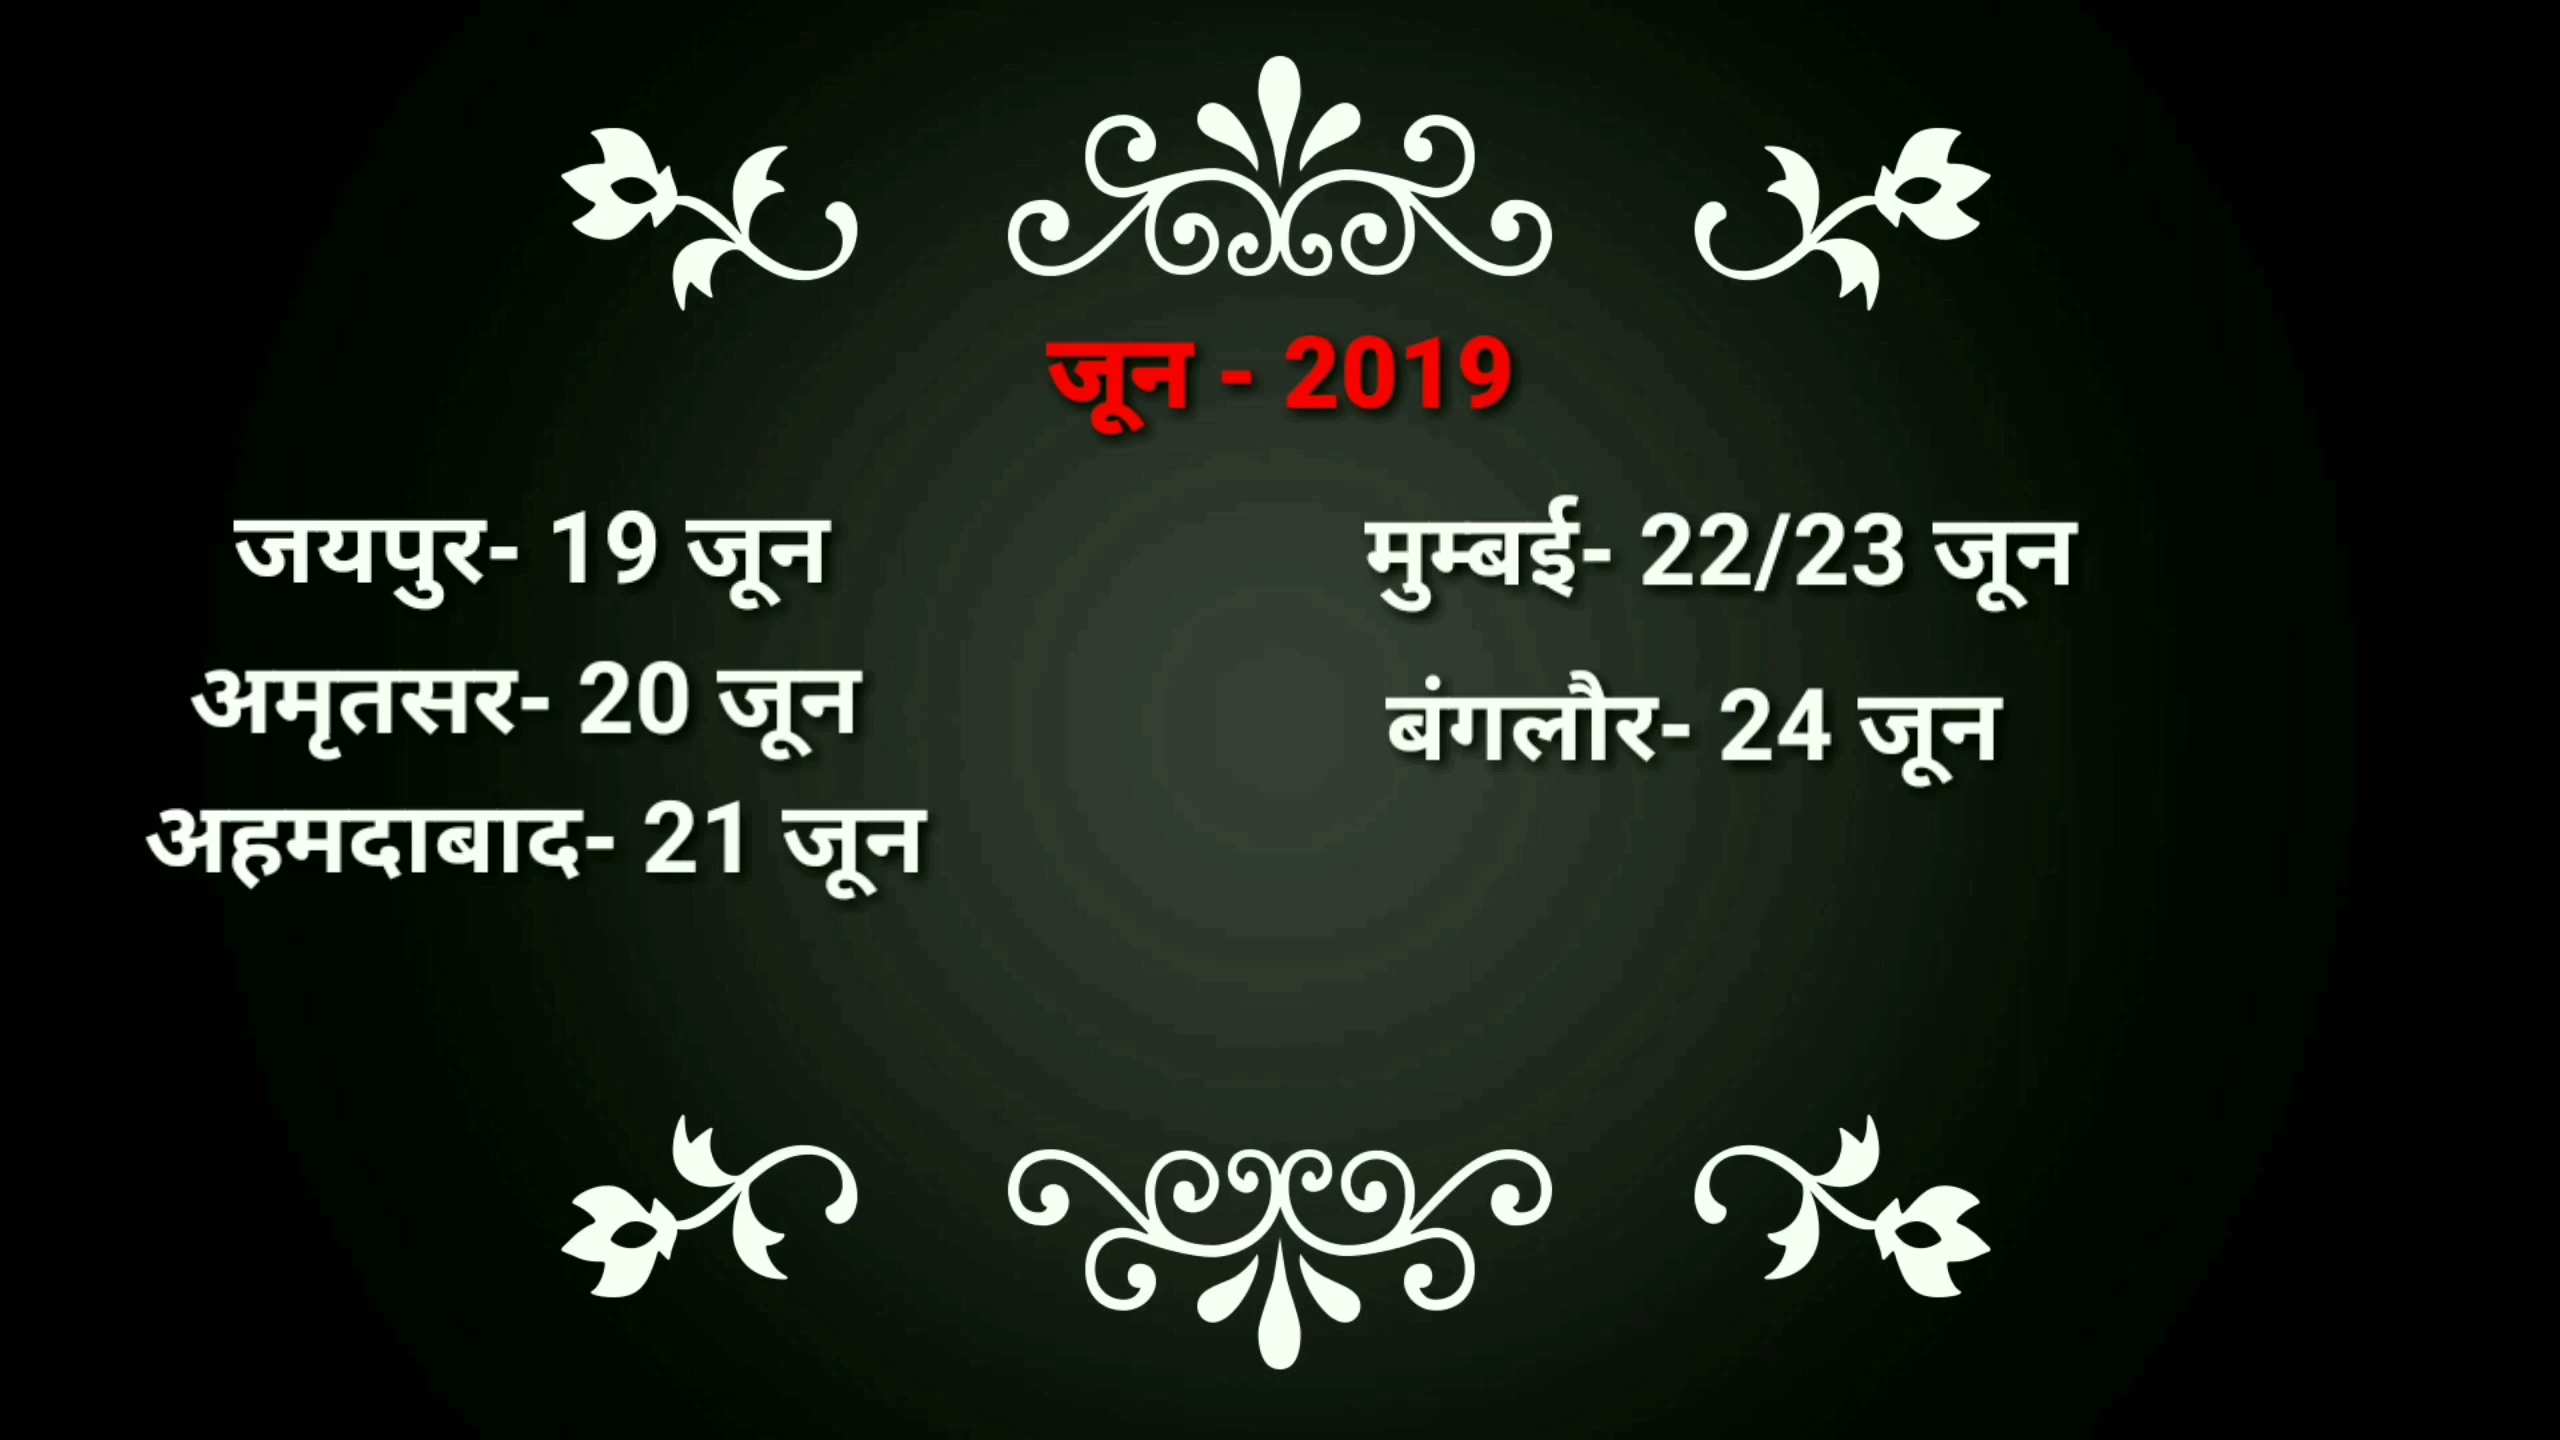 जून - 2019
जयपुर- 19 जून
अमृतसर- 20 जून
अहमदाबाद- 21 जून
मुम्बई- 22/23 जून
बंगलौर- 24 जून